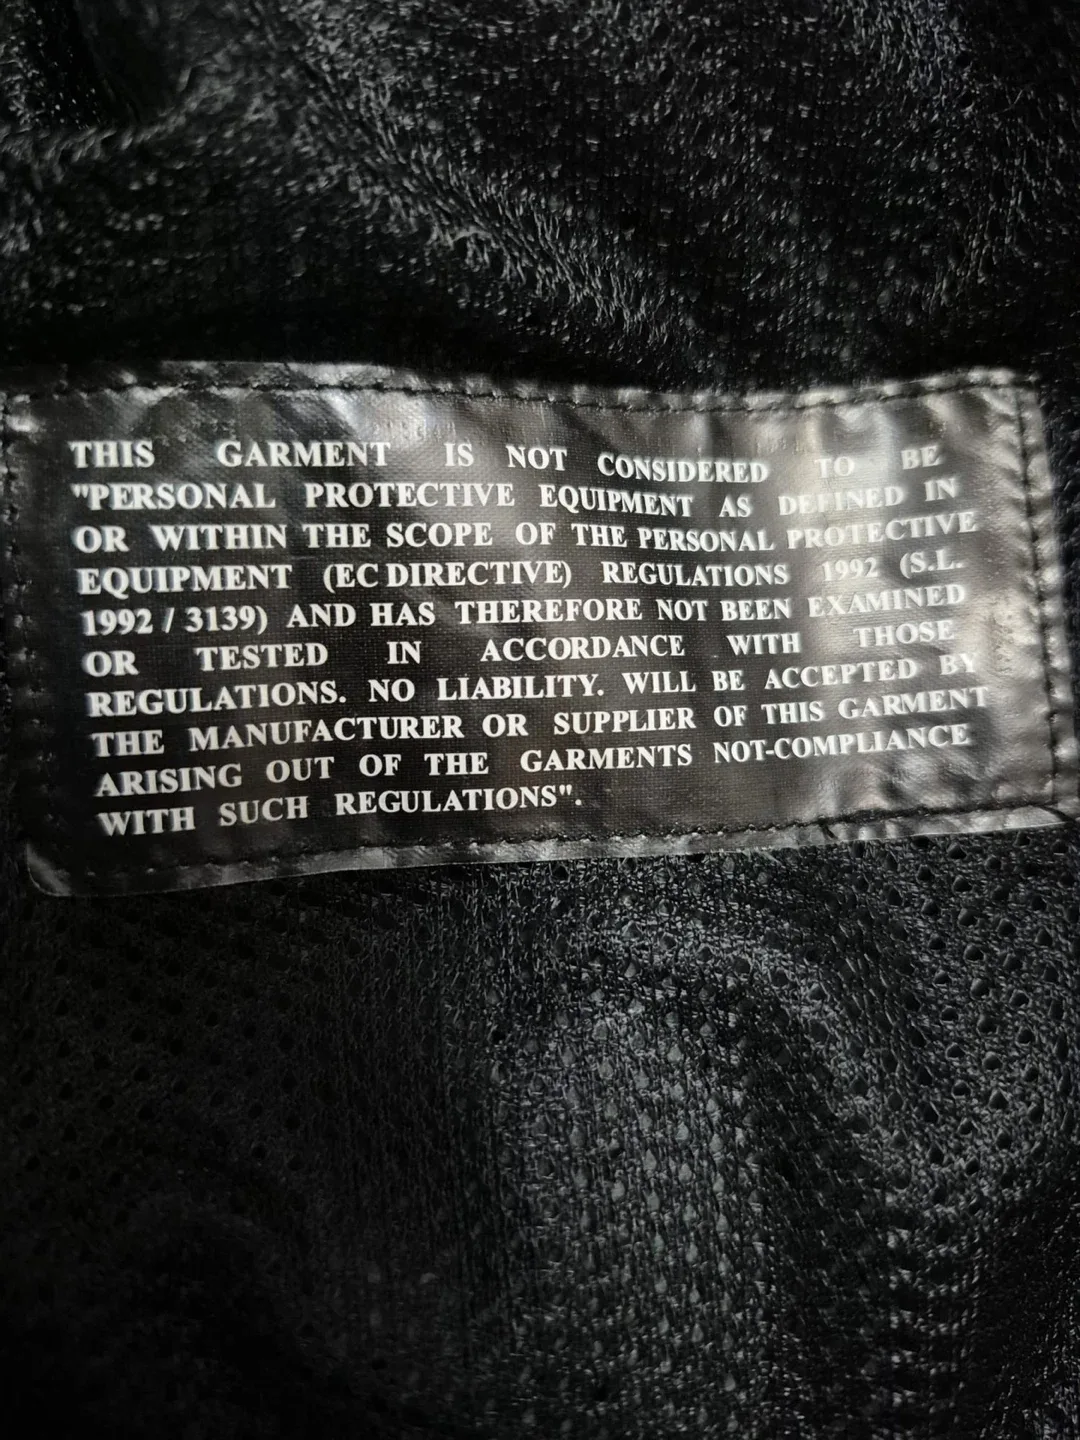 THIS GARMENT IS NOT CONSIDERED TO BE
"PERSONAL PROTECTIVE EQUIPMENT AS DEFINED IN
OR WITHIN THE SCOPE OF THE PERSONAL PROTECTIVE
EQUIPMENT (EC DIRECTIVE) REGULATIONS 1992 (S.L.
1992 / 3139) AND HAS THEREFORE NOT BEEN EXAMINED
OR TESTED IN ACCORDANCE WITH THOSE
REGULATIONS. NO LIABILITY. WILL BE ACCEPTED BY
THE MANUFACTURER OR SUPPLIER OF THIS GARMENT
ARISING OUT OF THE GARMENTS NOT-COMPLIANCE
WITH SUCH REGULATIONS".